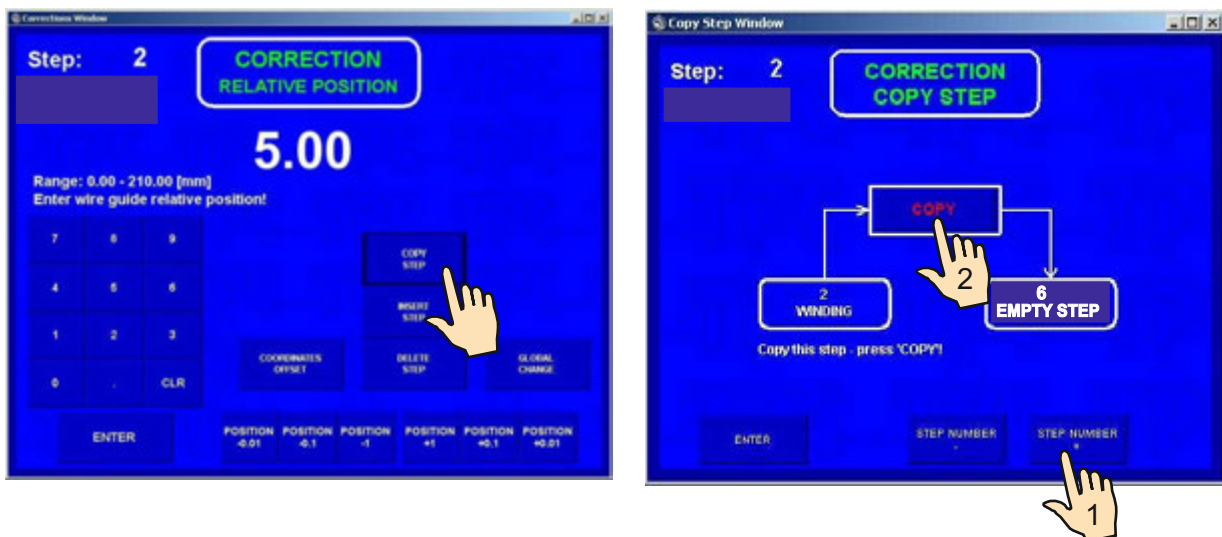 Corrections Window
Step: 2
CORRECTION
RELATIVE POSITION
5.00
Range: 0.00 - 210.00 [mm]
Enter wire guide relative position!
7 8 9
4 5 6
1 2 3
0 . CLR
ENTER
COPY
STEP
INSERT
STEP
COORDINATES
OFFSET
DELETE
STEP
GLOBAL
CHANGE
POSITION
-0.01
POSITION
-0.1
POSITION
-1
POSITION
+1
POSITION
+0.1
POSITION
+0.01
Copy Step Window
Step: 2
CORRECTION
COPY STEP
COPY
2
2
WINDING
6
EMPTY STEP
Copy this step - press 'COPY'!
ENTER
STEP NUMBER
-
STEP NUMBER
+
1